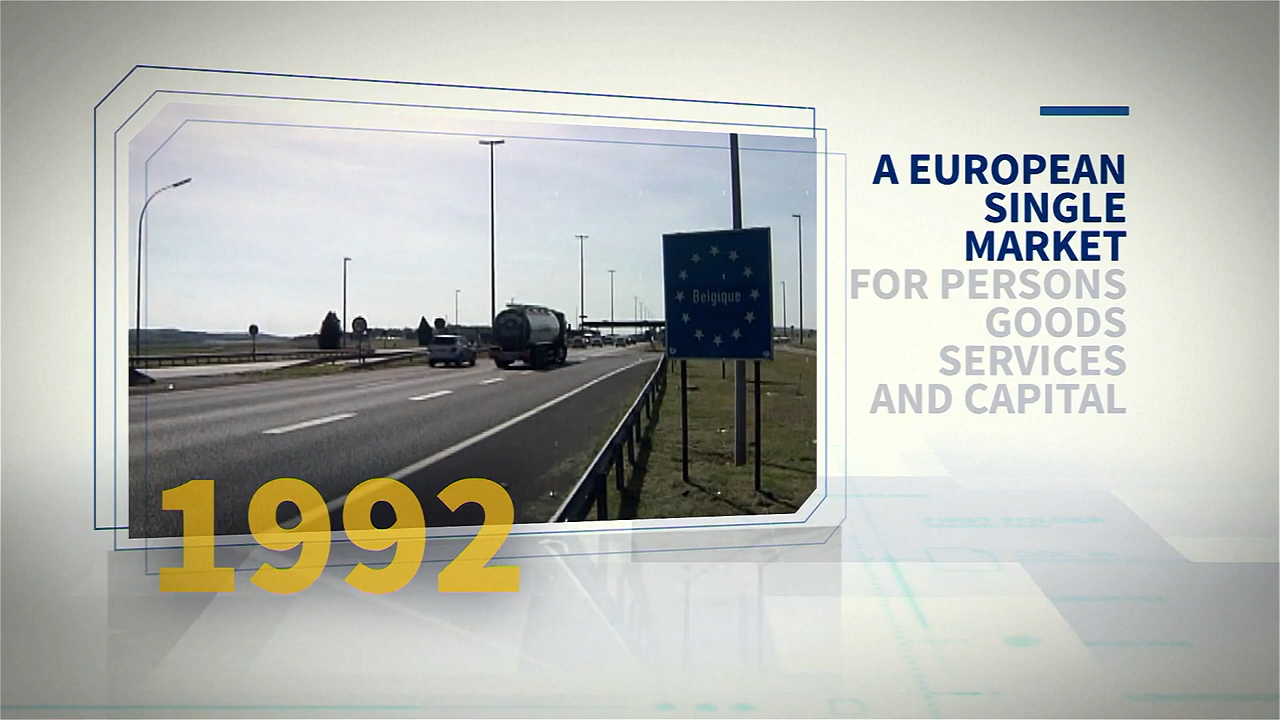 A EUROPEAN
SINGLE
MARKET
FOR PERSONS
GOODS
SERVICES
AND CAPITAL
Belgique
1992